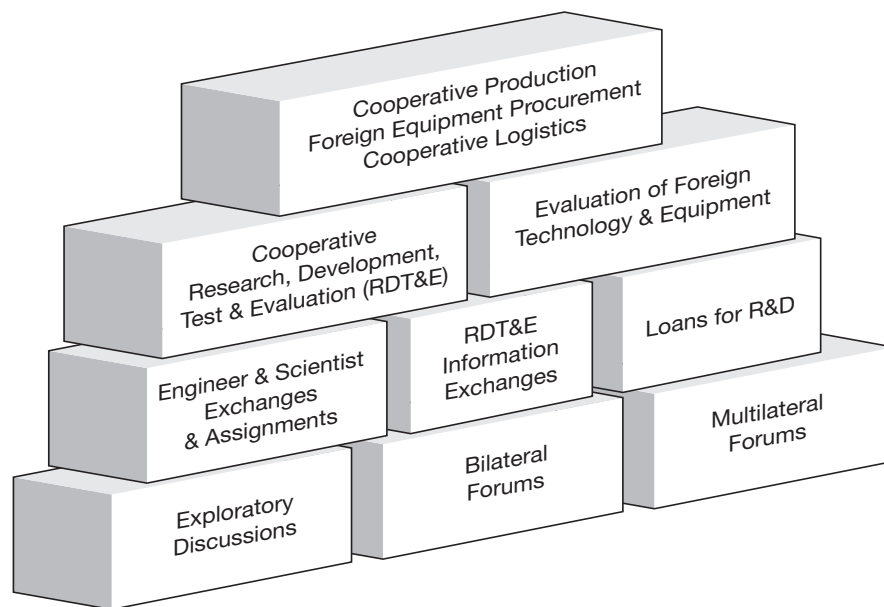 Cooperative Production
Foreign Equipment Procurement
Cooperative Logistics
Cooperative
Research, Development,
Test & Evaluation (RDT&E)
Evaluation of Foreign
Technology & Equipment
Engineer & Scientist
Exchanges
& Assignments
RDT&E
Information
Exchanges
Loans for R&D
Exploratory
Discussions
Bilateral
Forums
Multilateral
Forums